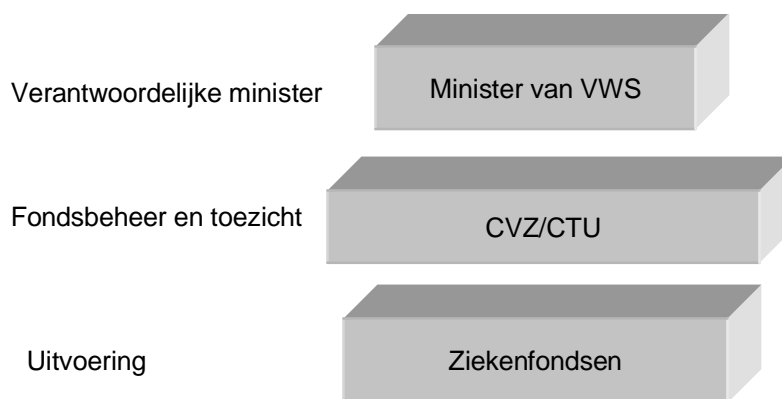 Verantwoordelijke minister
Minister van VWS
Fondsbeheer en toezicht
CVZ/CTU
Uitvoering
Ziekenfondsen